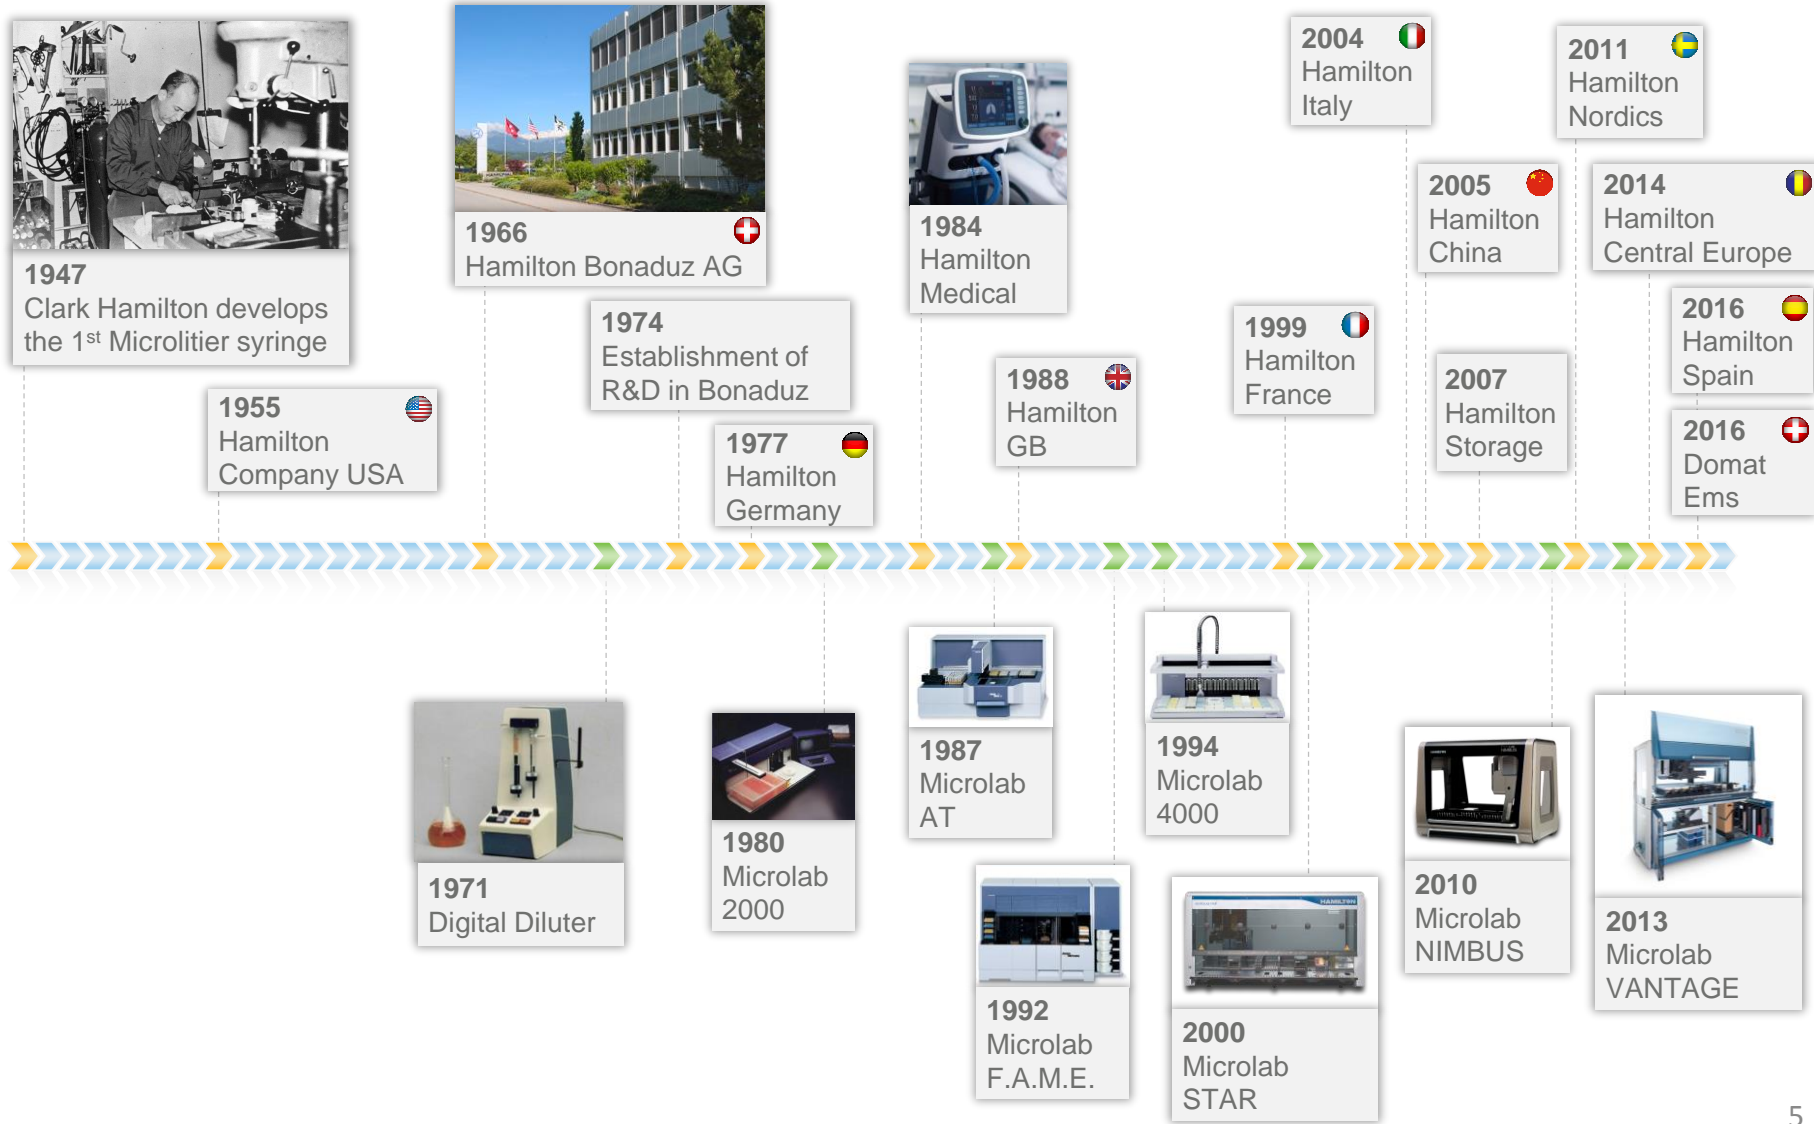 1947
Clark Hamilton develops
the 1st Microlitier syringe
1955
Hamilton
Company USA
1966
Hamilton Bonaduz AG
1974
Establishment of
R&D in Bonaduz
1977
Hamilton
Germany
1984
Hamilton
Medical
1988
Hamilton
GB
1999
Hamilton
France
2004
Hamilton
Italy
2005
Hamilton
China
2007
Hamilton
Storage
2011
Hamilton
Nordics
2014
Hamilton
Central Europe
2016
Hamilton
Spain
2016
Domat
Ems
1971
Digital Diluter
1980
Microlab
2000
1987
Microlab
AT
1992
Microlab
F.A.M.E.
1994
Microlab
4000
HAMILTON
2000
Microlab
STAR
2010
Microlab
NIMBUS
2013
Microlab
VANTAGE
5